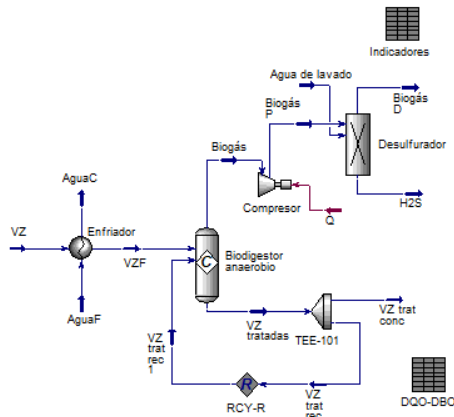 Indicadores
Agua de lavado
Biogás
P
Biogás
D
Desulfurador
Biogás
AguaC
Compresor
H2S
Q
VZ
Enfriador
VZF
Biodigestor
anaerobio
C
AguaF
VZ
tratadas
VZ trat
conc
TEE-101
VZ
trat
rec
1
R
RCY-R
VZ
trat
rec
DQO-DBO